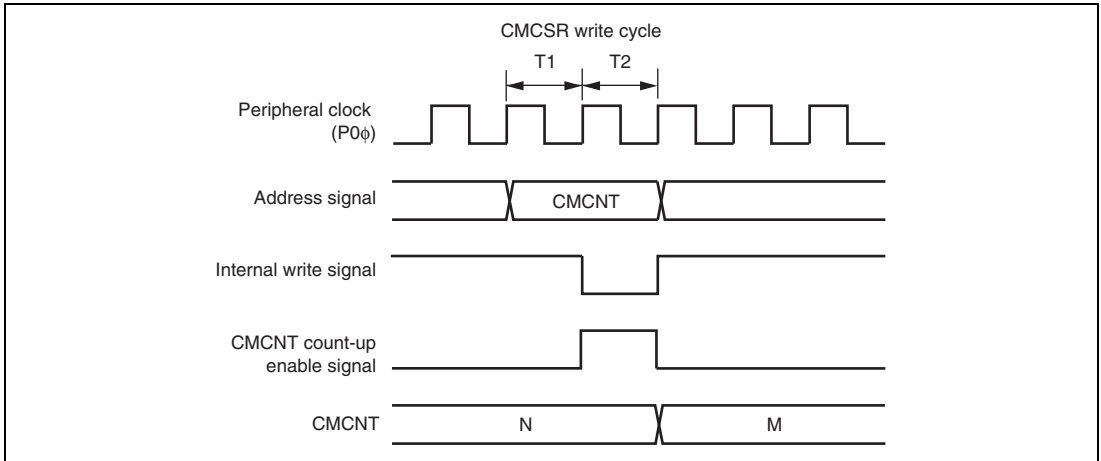 CMCSR write cycle
T1 T2
Peripheral clock
(P0ϕ)
Address signal
CMCNT
Internal write signal
CMCNT count-up
enable signal
CMCNT
N M